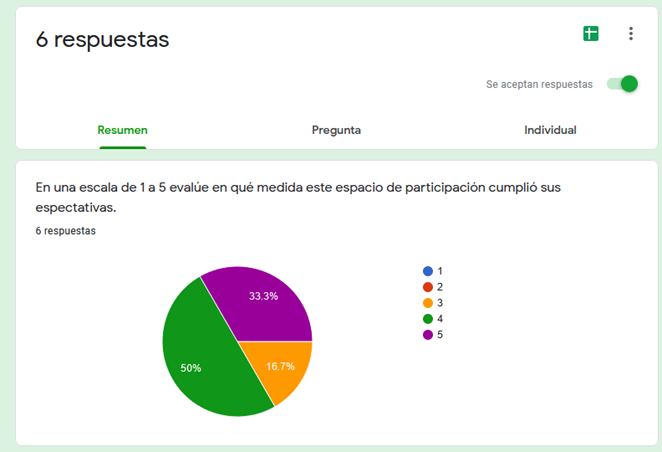 6 respuestas
Se aceptan respuestas
Resumen
Pregunta
Individual
En una escala de 1 a 5 evalúe en qué medida este espacio de participación cumplió sus
espectativas.
6 respuestas
33.3%
50%
16.7%
1
2
3
4
5